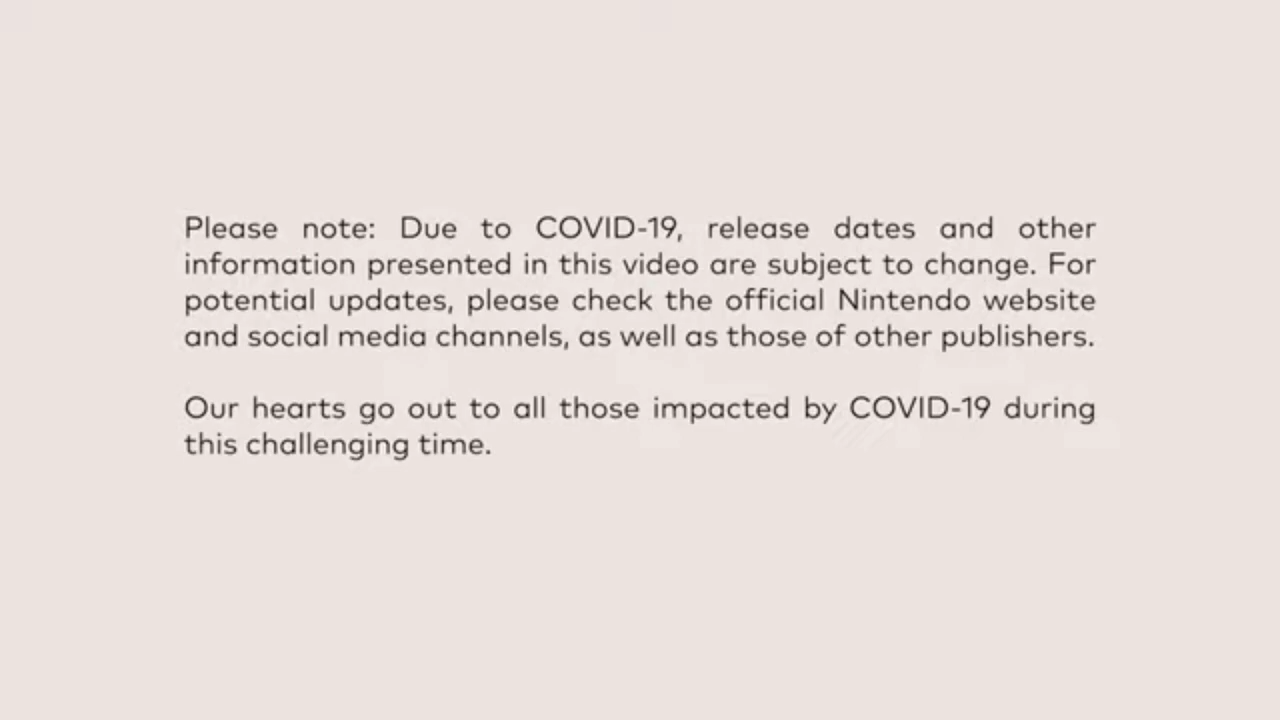 Please note: Due to COVID-19, release dates and other
information presented in this video are subject to change. For
potential updates, please check the official Nintendo website
and social media channels, as well as those of other publishers.
Our hearts go out to all those impacted by COVID-19 during
this challenging time.